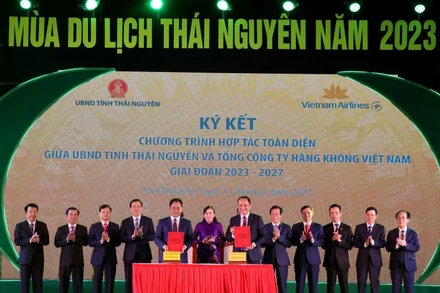 MÙA DU LỊCH THÁI NGUYÊN NĂM 2023
UBND TỈNH THÁI NGUYÊN
Vietnam Airlines
KÝ KẾT
CHƯƠNG TRÌNH HỢP TÁC TOÀN DIỆN
GIỮA UBND TỈNH THÁI NGUYÊN VÀ TỔNG CÔNG TY HÀNG KHÔNG VIỆT NAM
GIAI ĐOẠN 2023 - 2027